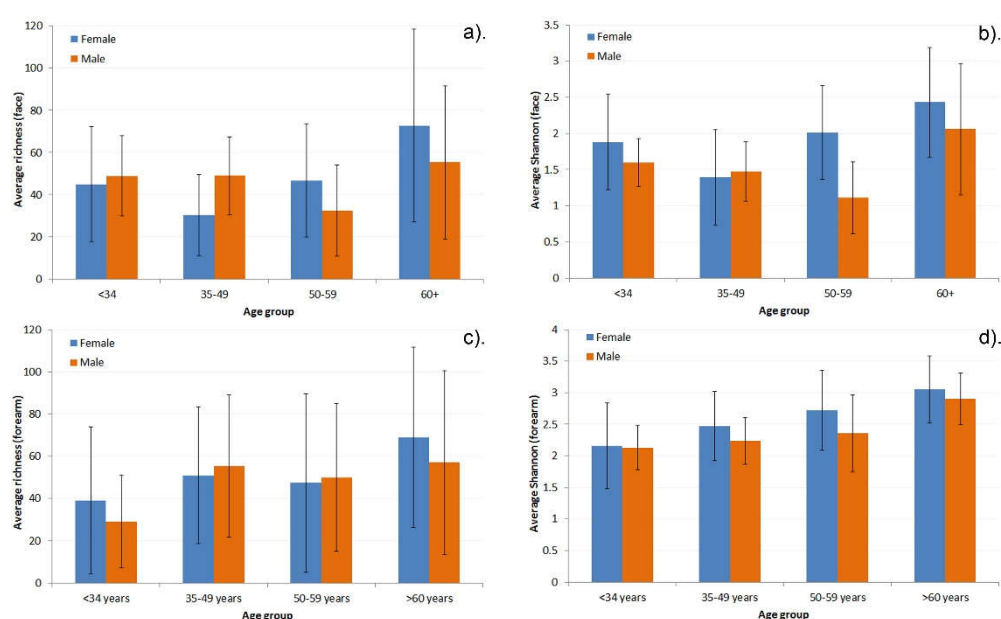 a).
Female
Male
Average richness (face)
120
100
80
60
40
20
0
<34 35-49 50-59 60+
Age group
b).
Female
Male
Average Shannon (face)
3.5
3
2.5
2
1.5
1
0.5
0
<34 35-49 50-59 60+
Age group
c).
Female
Male
Average richness (forearm)
120
100
80
60
40
20
0
<34 years 35-49 years 50-59 years >60 years
Age group
d).
Female
Male
Average Shannon (forearm)
4
3.5
3
2.5
2
1.5
1
0.5
0
<34 years 35-49 years 50-59 years >60 years
Age group